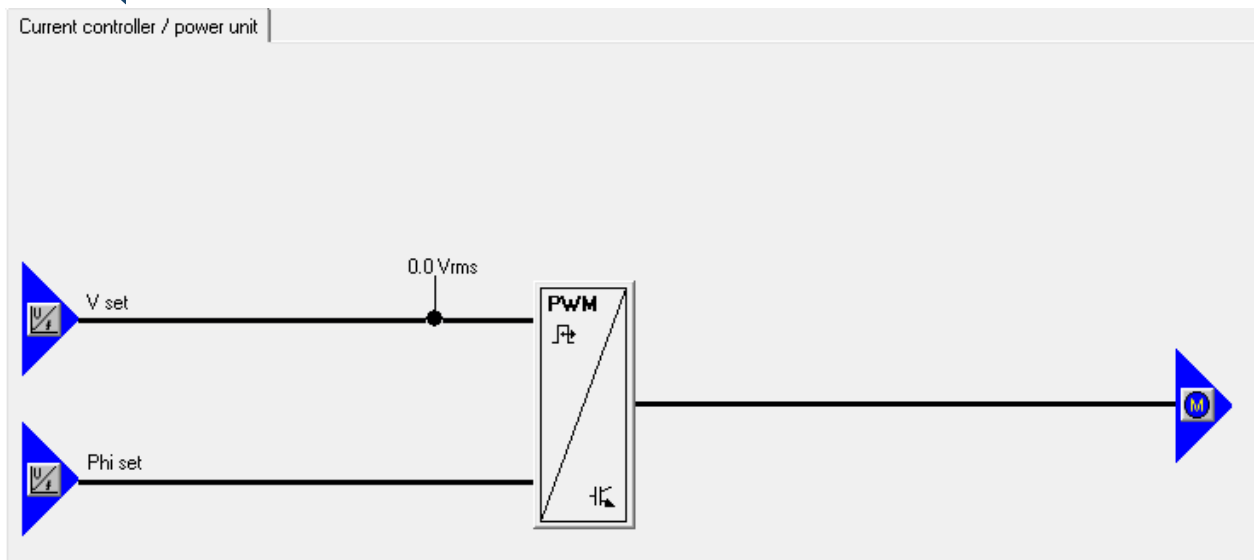 Current controller / power unit
0.0 Vrms
V set
PWM
U
f
M
Phi set
U
f